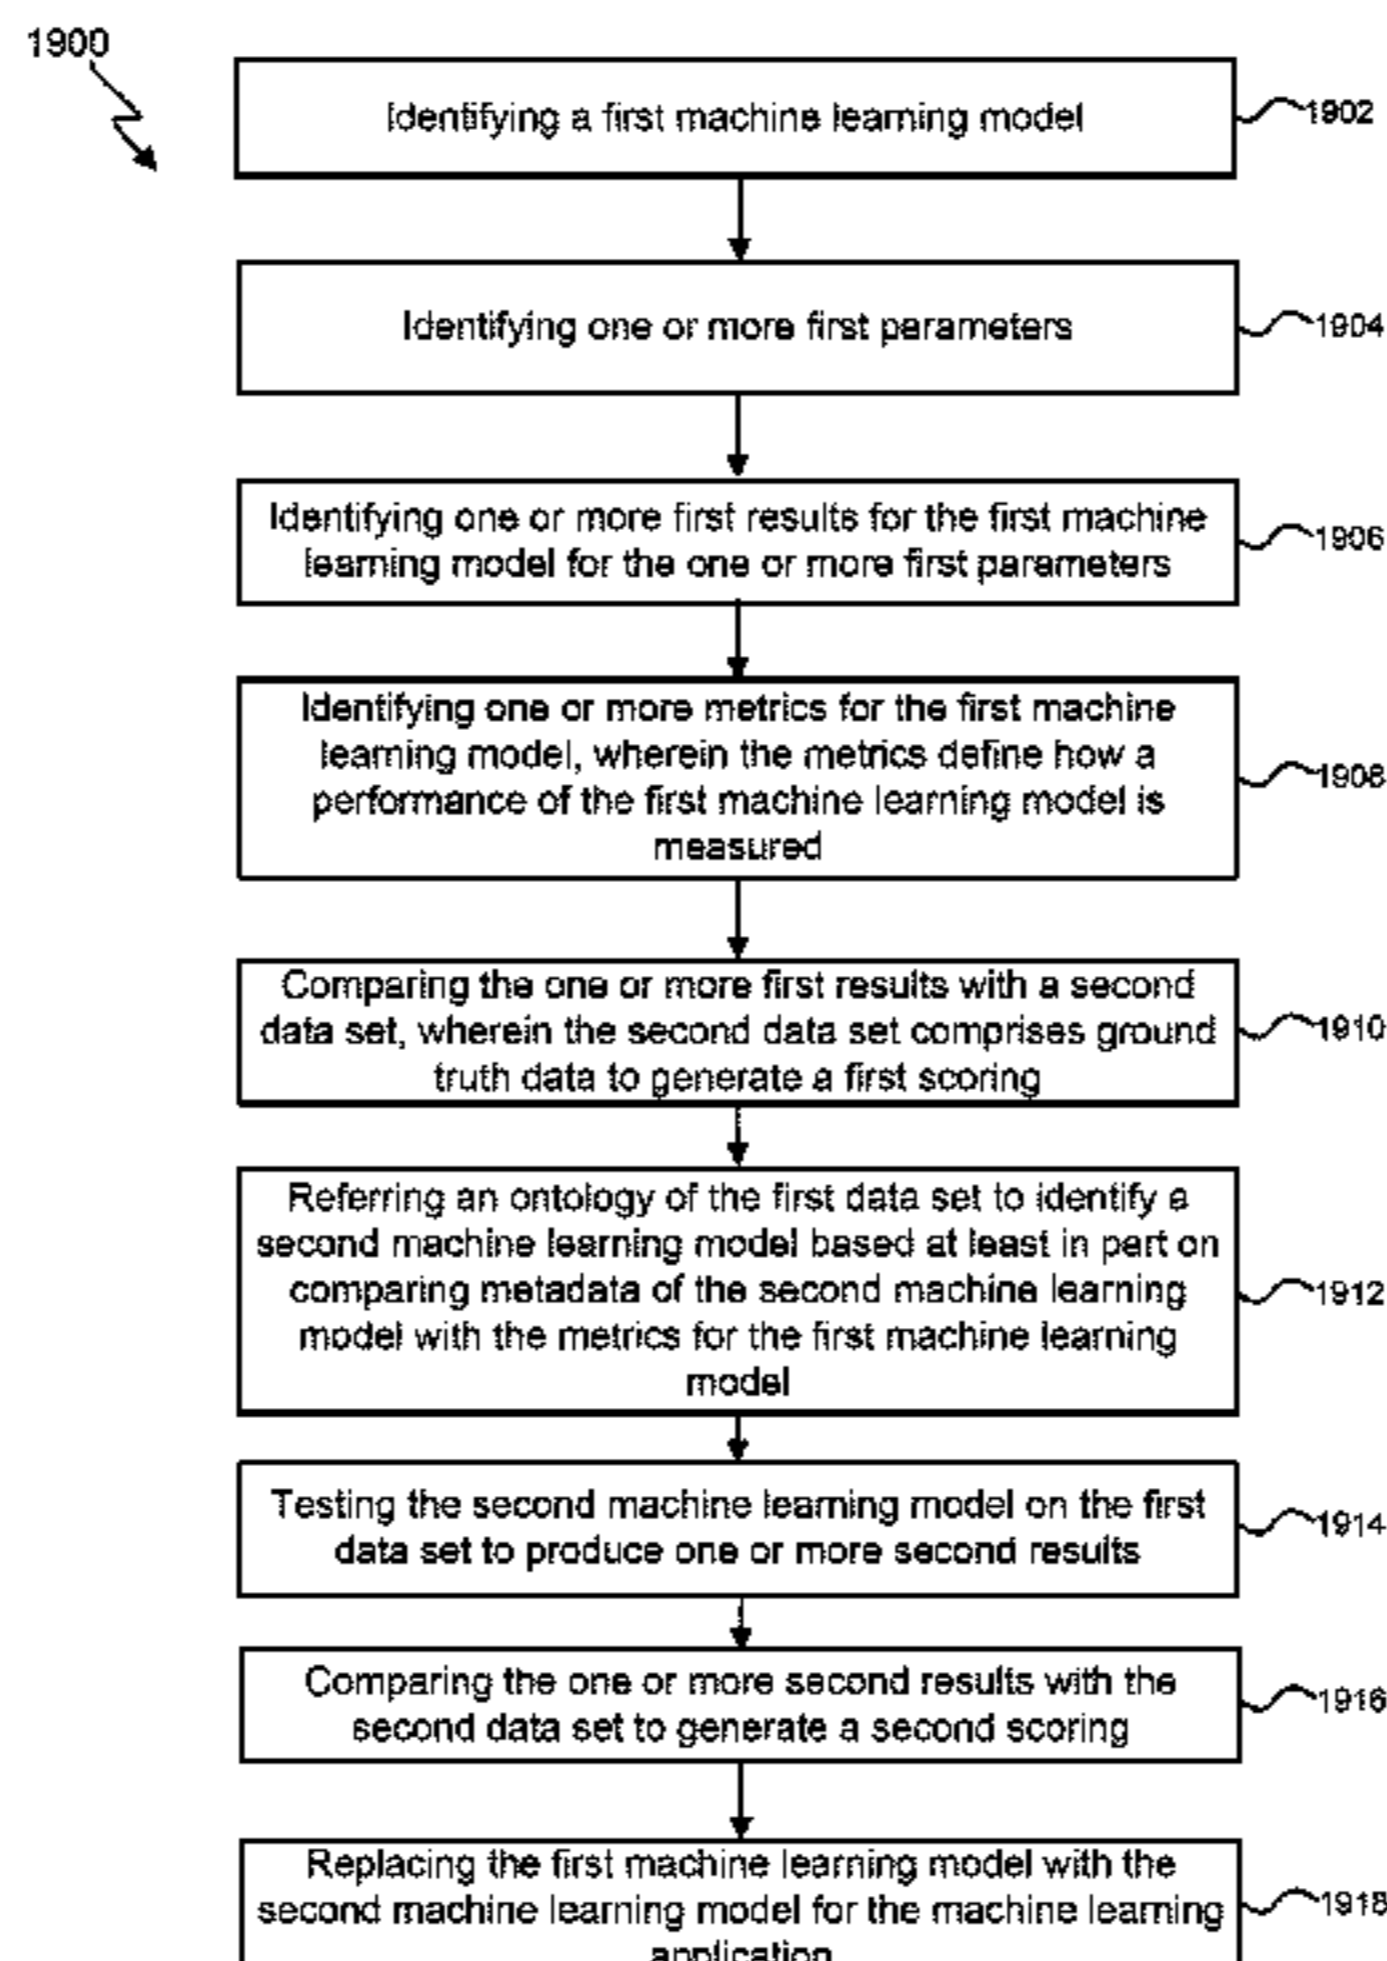 1900
Identifying a first machine learning model
1902
Identifying one or more first parameters
1904
Identifying one or more first results for the first machine
learning model for the one or more first parameters
1906
Identifying one or more metrics for the first machine
learning model, wherein the metrics define how a
performance of the first machine learning model is
measured
1908
Comparing the one or more first results with a second
data set, wherein the second data set comprises ground
truth data to generate a first scoring
1910
Referring an ontology of the first data set to identify a
second machine learning model based at least in part on
comparing metadata of the second machine learning
model with the metrics for the first machine learning
model
1912
Testing the second machine learning model on the first
data set to produce one or more second results
1914
Comparing the one or more second results with the
second data set to generate a second scoring
1916
Replacing the first machine learning model with the
second machine learning model for the machine learning
application
1918